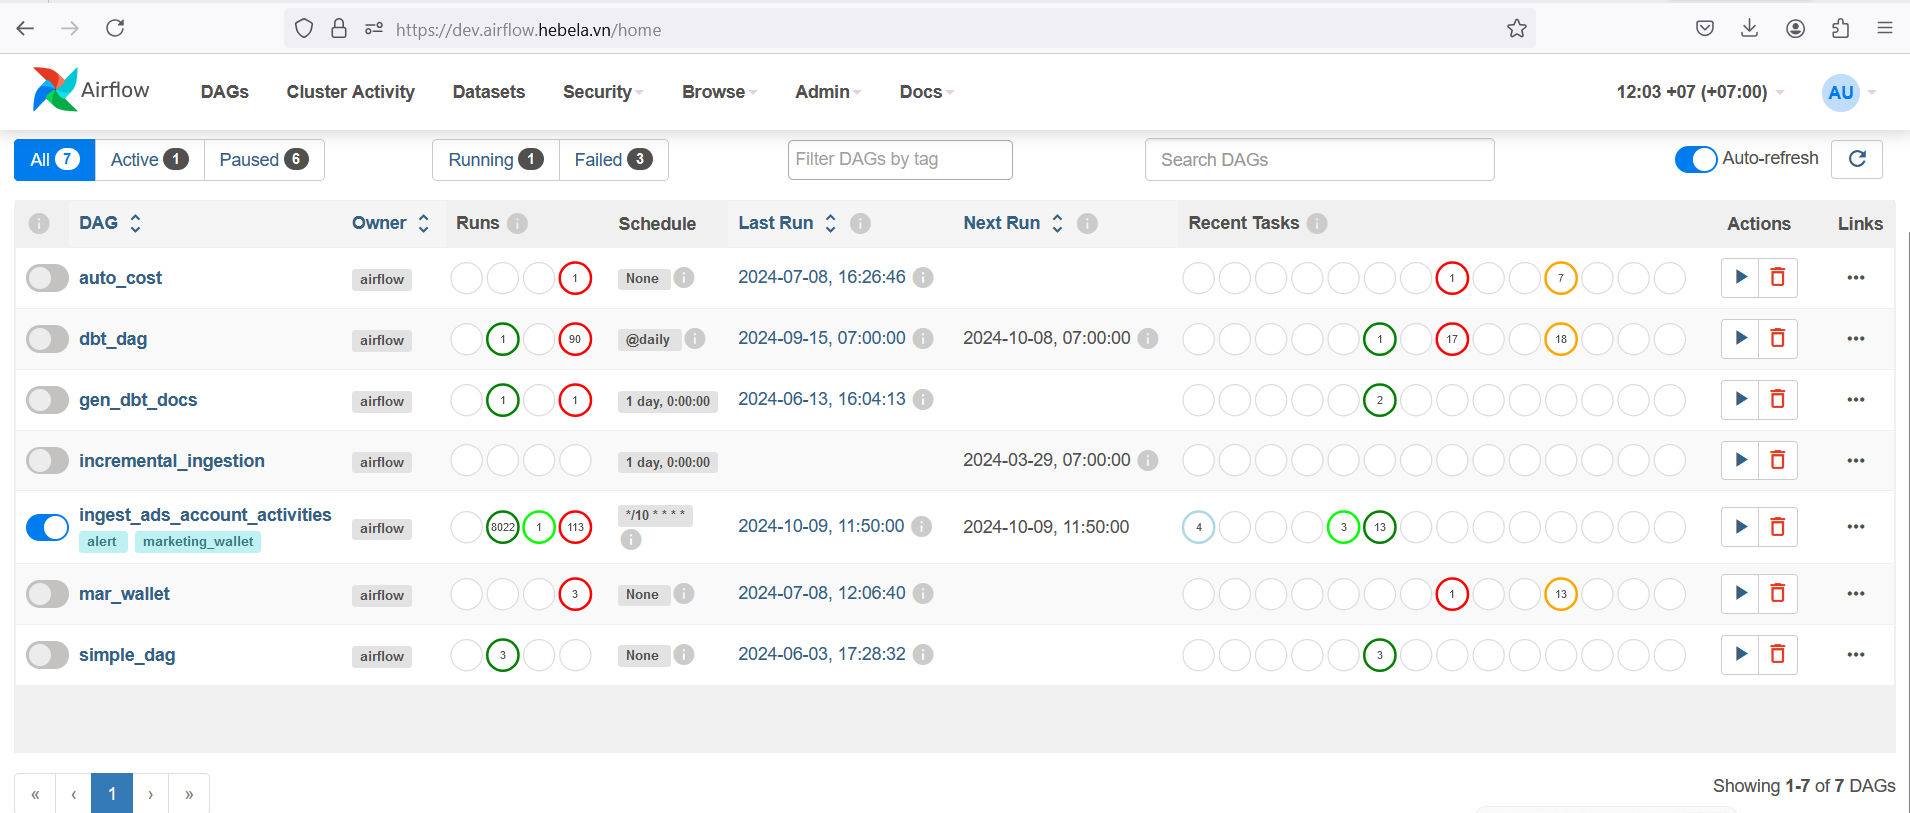 https://dev.airflow.hebela.vn/home
Airflow DAGs Cluster Activity Datasets Security Browse Admin Docs 12:03 +07 (+07:00) AU
All 7 Active 1 Paused 6 Running 1 Failed 3 Filter DAGs by tag Search DAGs Auto-refresh
DAG Owner Runs Schedule Last Run Next Run Recent Tasks Actions Links
auto_cost airflow 1 None 2024-07-08, 16:26:46 1 7
dbt_dag airflow 1 90 @daily 2024-09-15, 07:00:00 2024-10-08, 07:00:00 1 17 18
gen_dbt_docs airflow 1 1 1 day, 0:00:00 2024-06-13, 16:04:13 2
incremental_ingestion airflow 1 day, 0:00:00 2024-03-29, 07:00:00
ingest_ads_account_activities airflow 8022 1 113 */10 * * * * 2024-10-09, 11:50:00 2024-10-09, 11:50:00 4 3 13
alert marketing_wallet
mar_wallet airflow 3 None 2024-07-08, 12:06:40 1 13
simple_dag airflow 3 None 2024-06-03, 17:28:32 3
« ‹ 1 › » Showing 1-7 of 7 DAGs